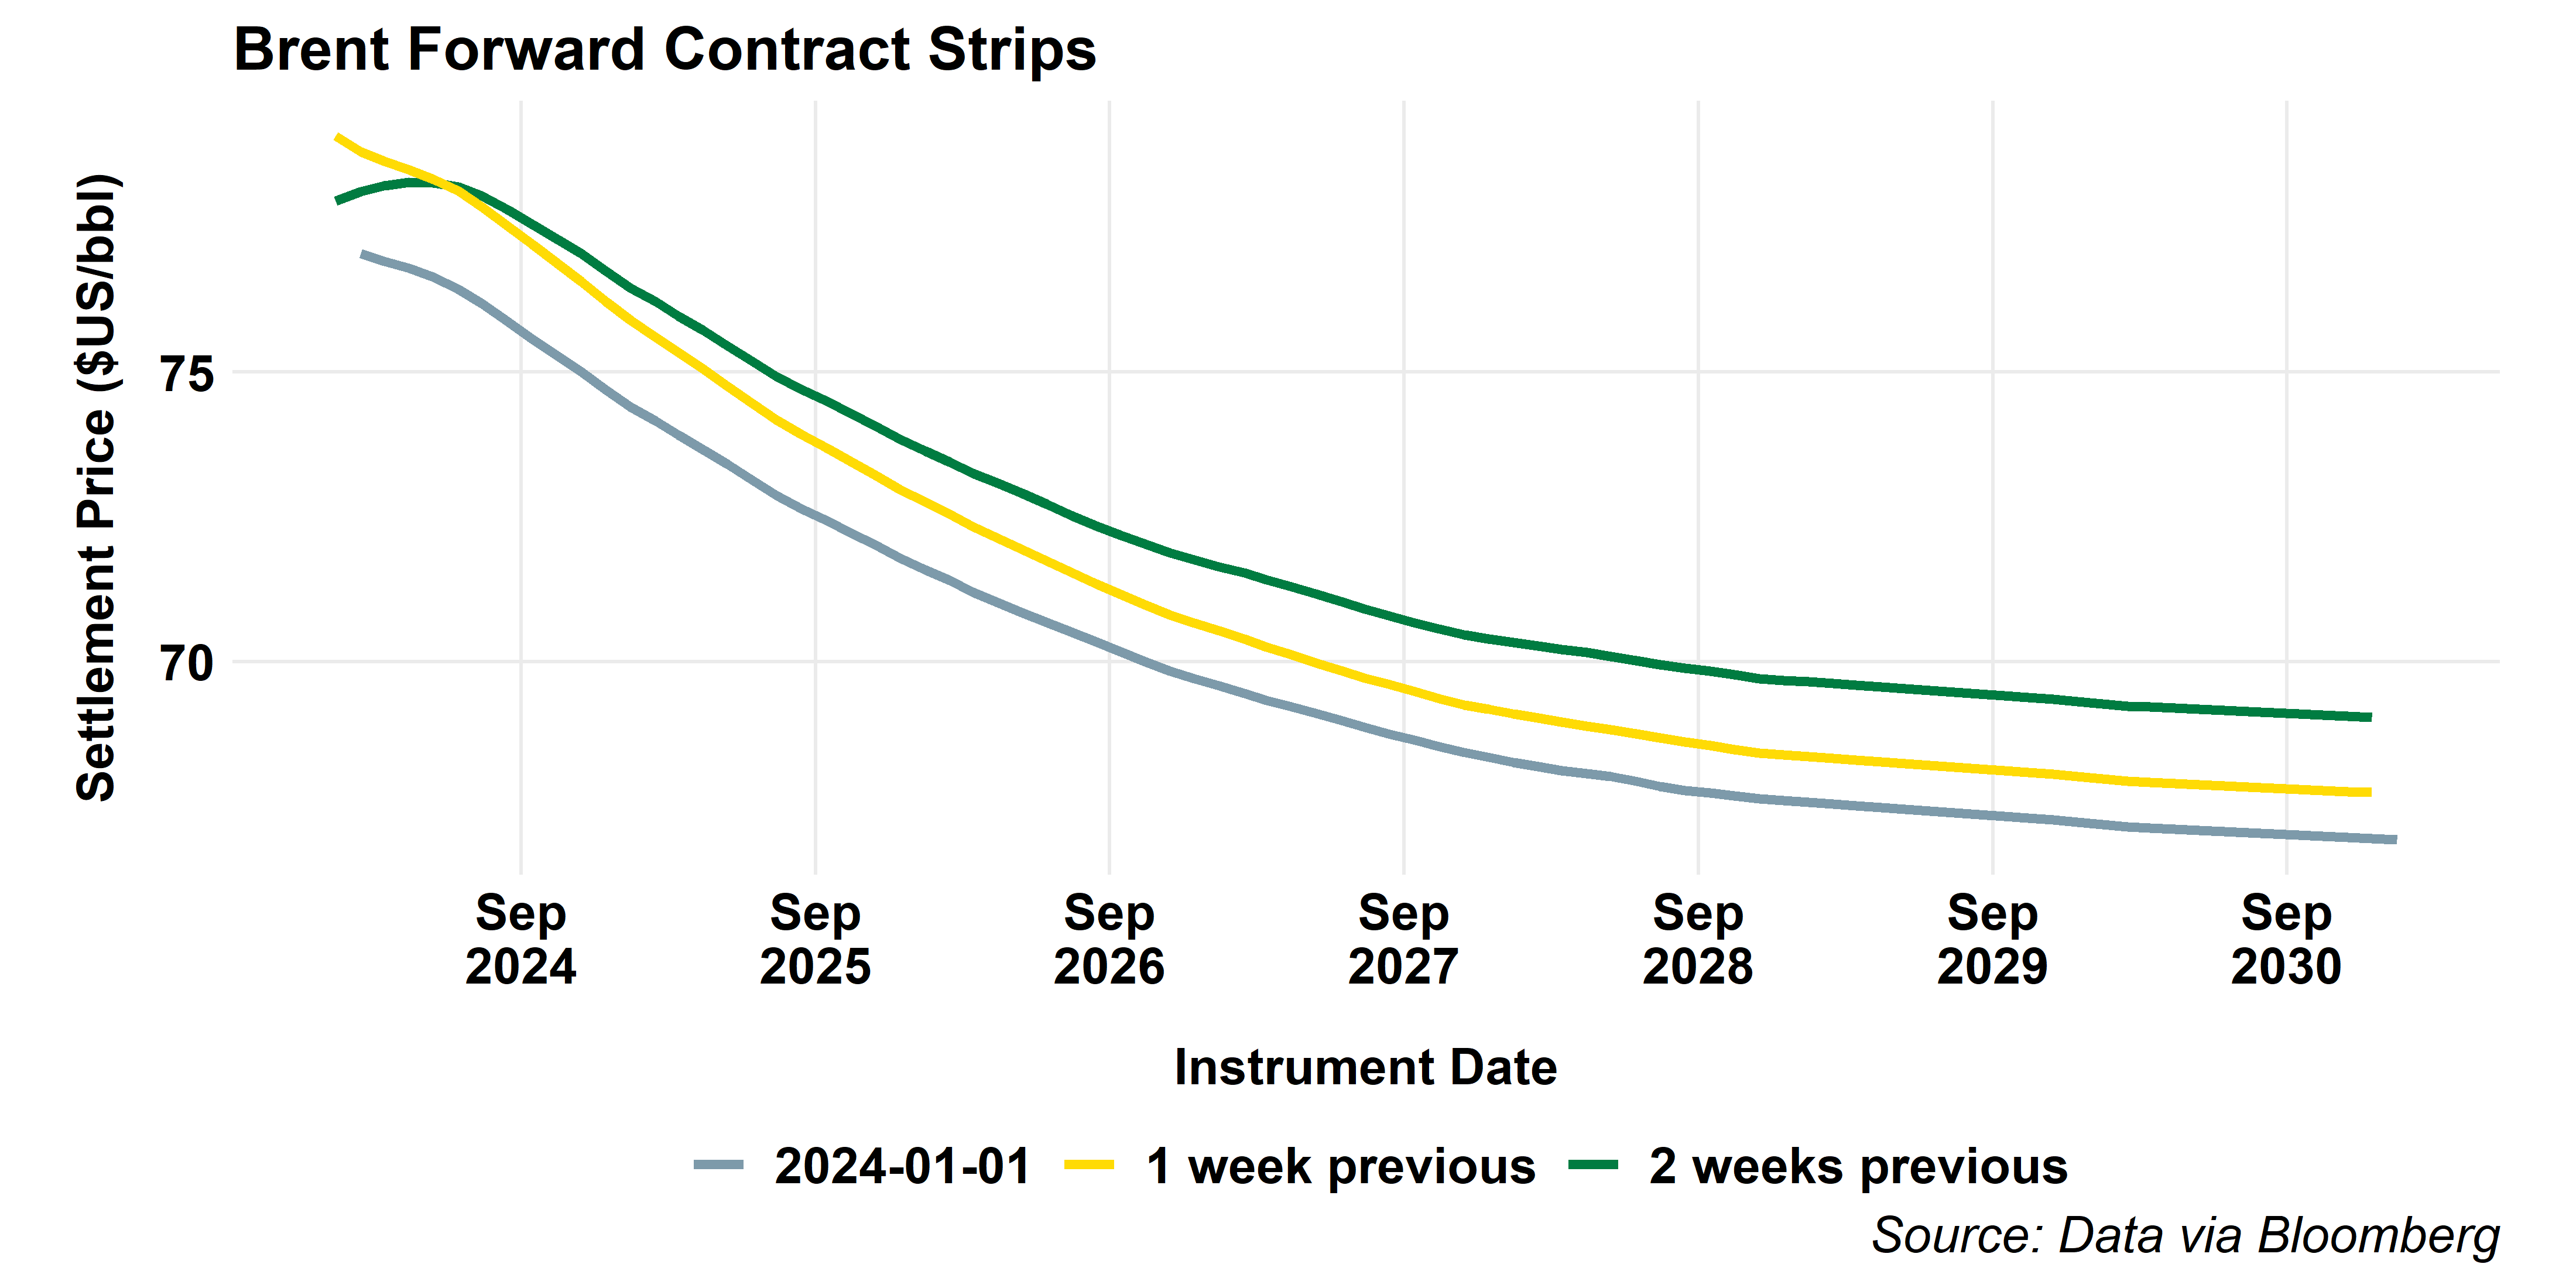 Brent Forward Contract Strips
Settlement Price ($US/bbl)
75
70
Sep 2024
Sep 2025
Sep 2026
Sep 2027
Sep 2028
Sep 2029
Sep 2030
Instrument Date
2024-01-01
1 week previous
2 weeks previous
Source: Data via Bloomberg